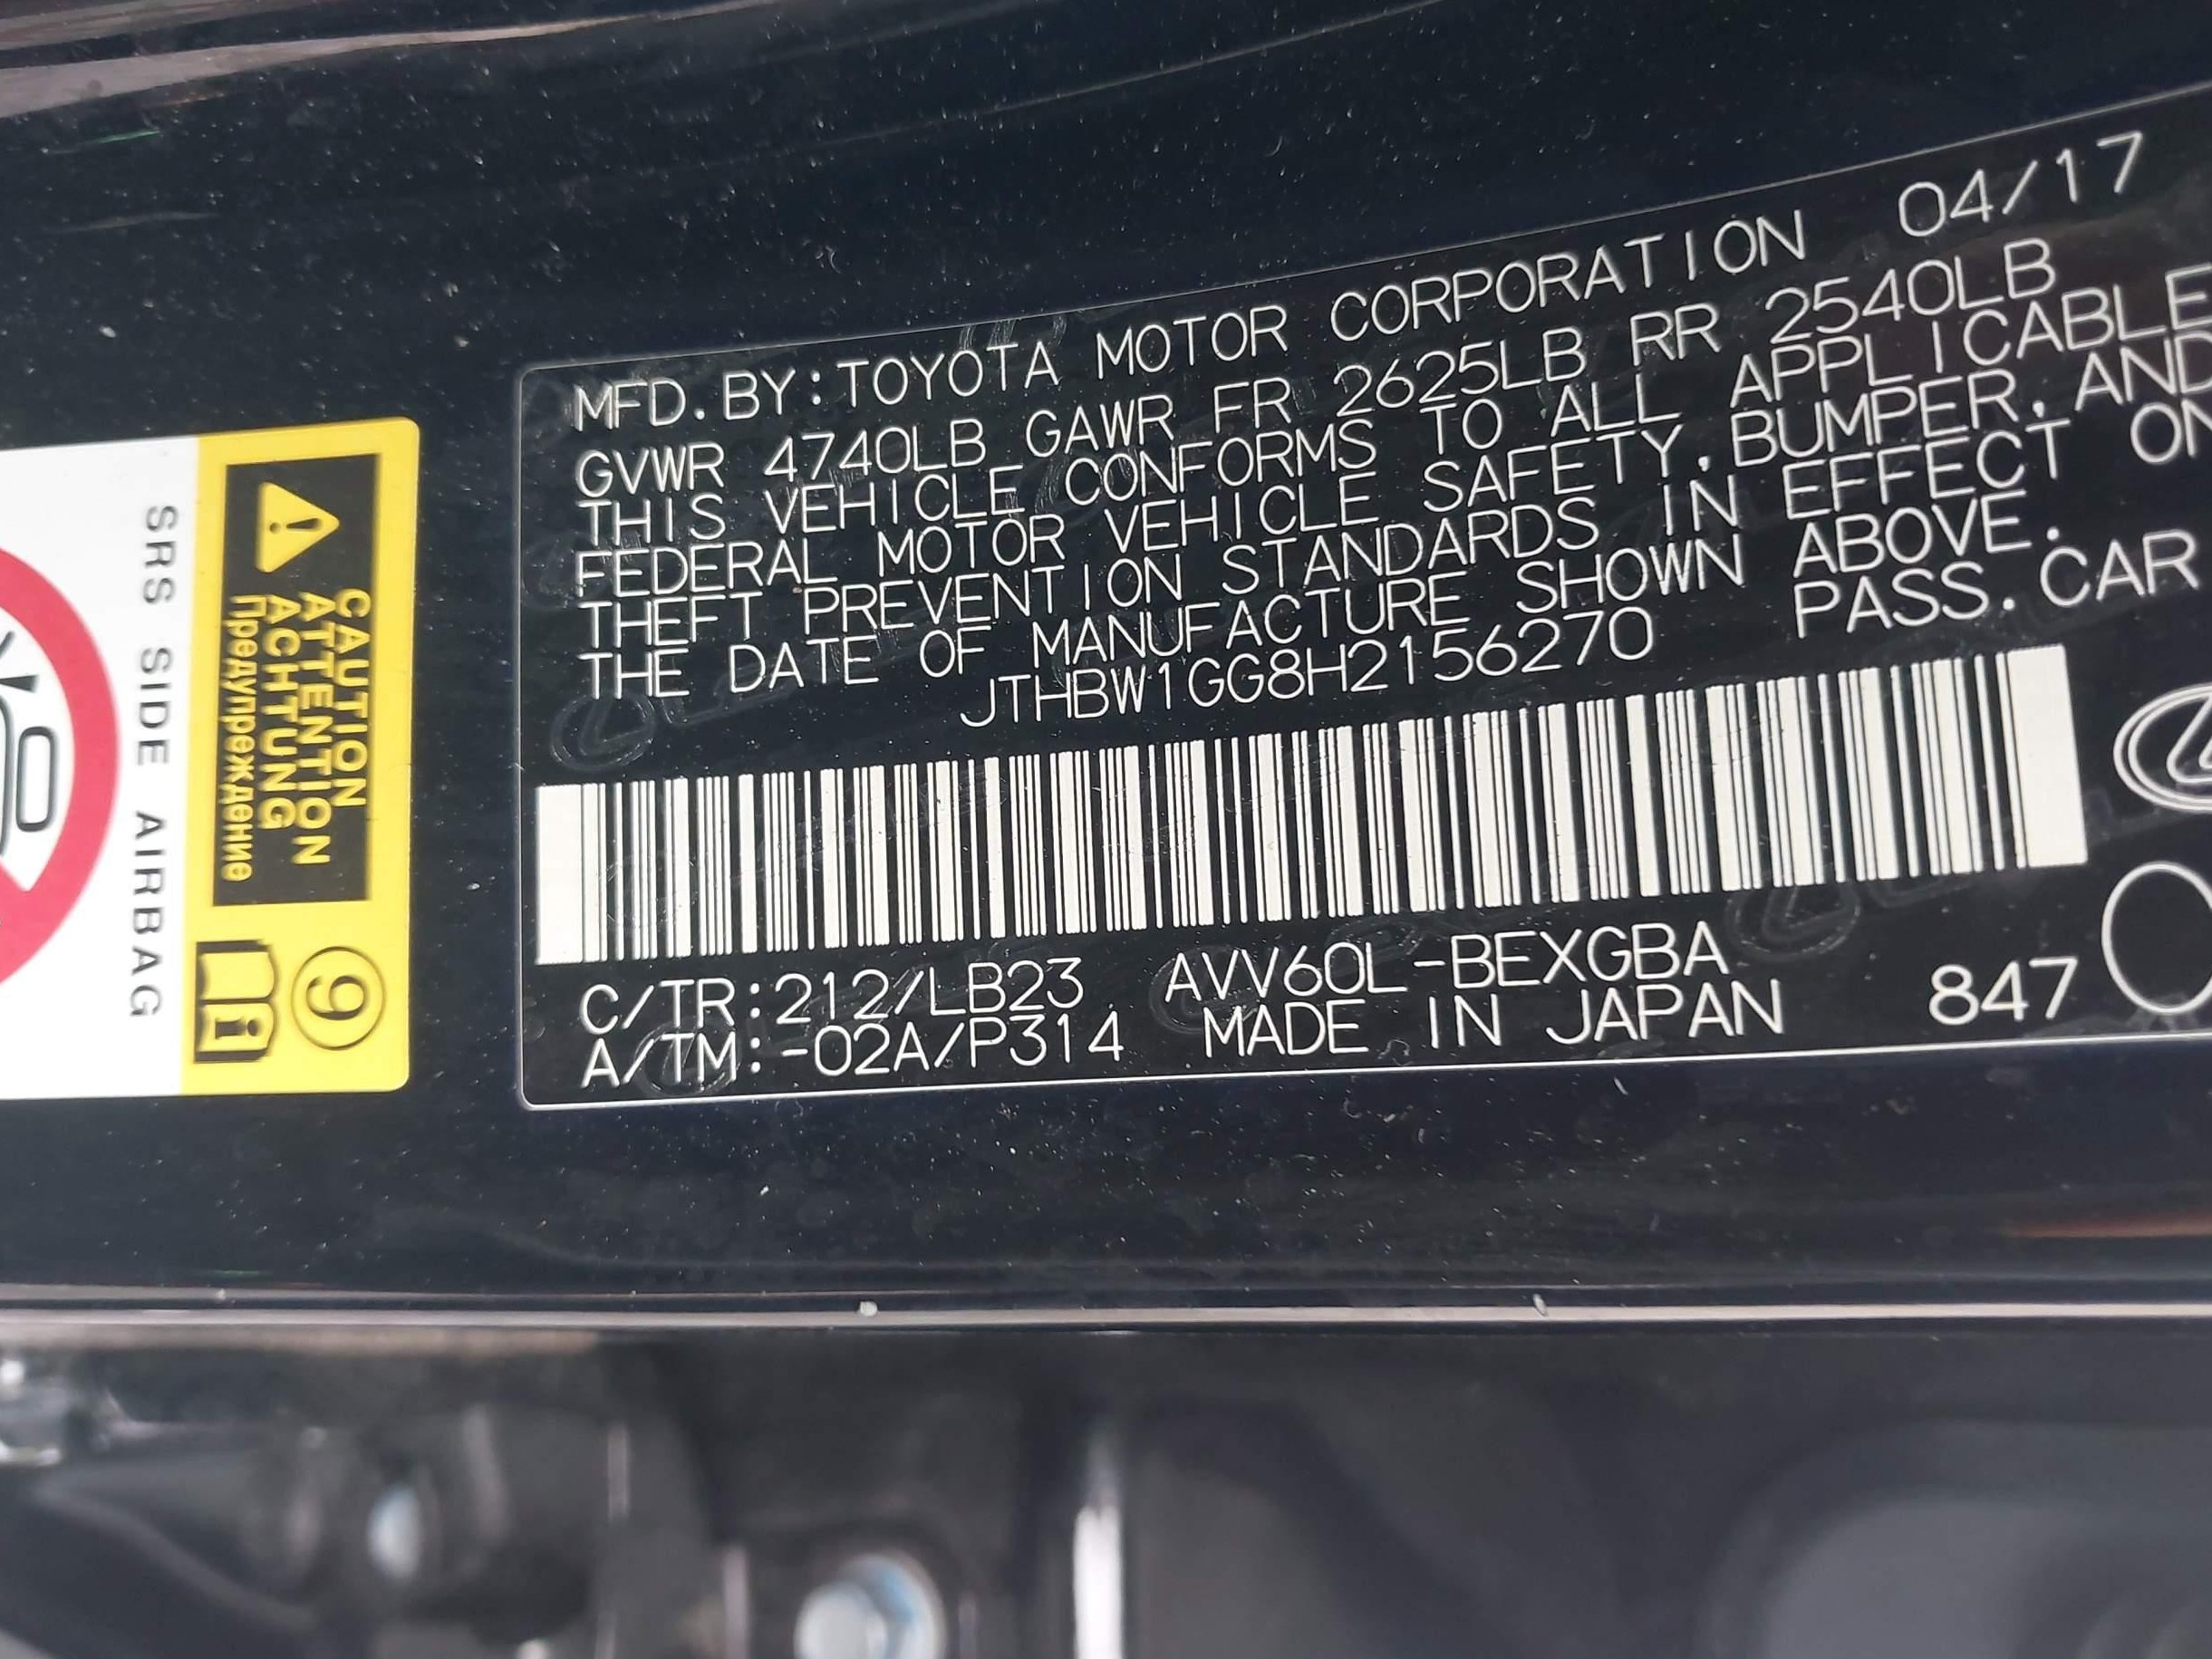 MFD.BY:TOYOTA MOTOR CORPORATION 04/17
GVWR 4740LB GAWR FR 2625LB RR 2540LB
THIS VEHICLE CONFORMS TO ALL APPLICABLE
FEDERAL MOTOR VEHICLE SAFETY, BUMPER, AND
THEFT PREVENTION STANDARDS IN EFFECT ON
THE DATE OF MANUFACTURE SHOWN ABOVE.
JTHBW1GG8H2156270 PASS.CAR
C/TR:212/LB23 AVV60L-BEXGBA
A/TM:-02A/P314 MADE IN JAPAN 847
CAUTION
ATTENTION
ACHTUNG
Предупреждение
9
SRS SIDE AIRBAG